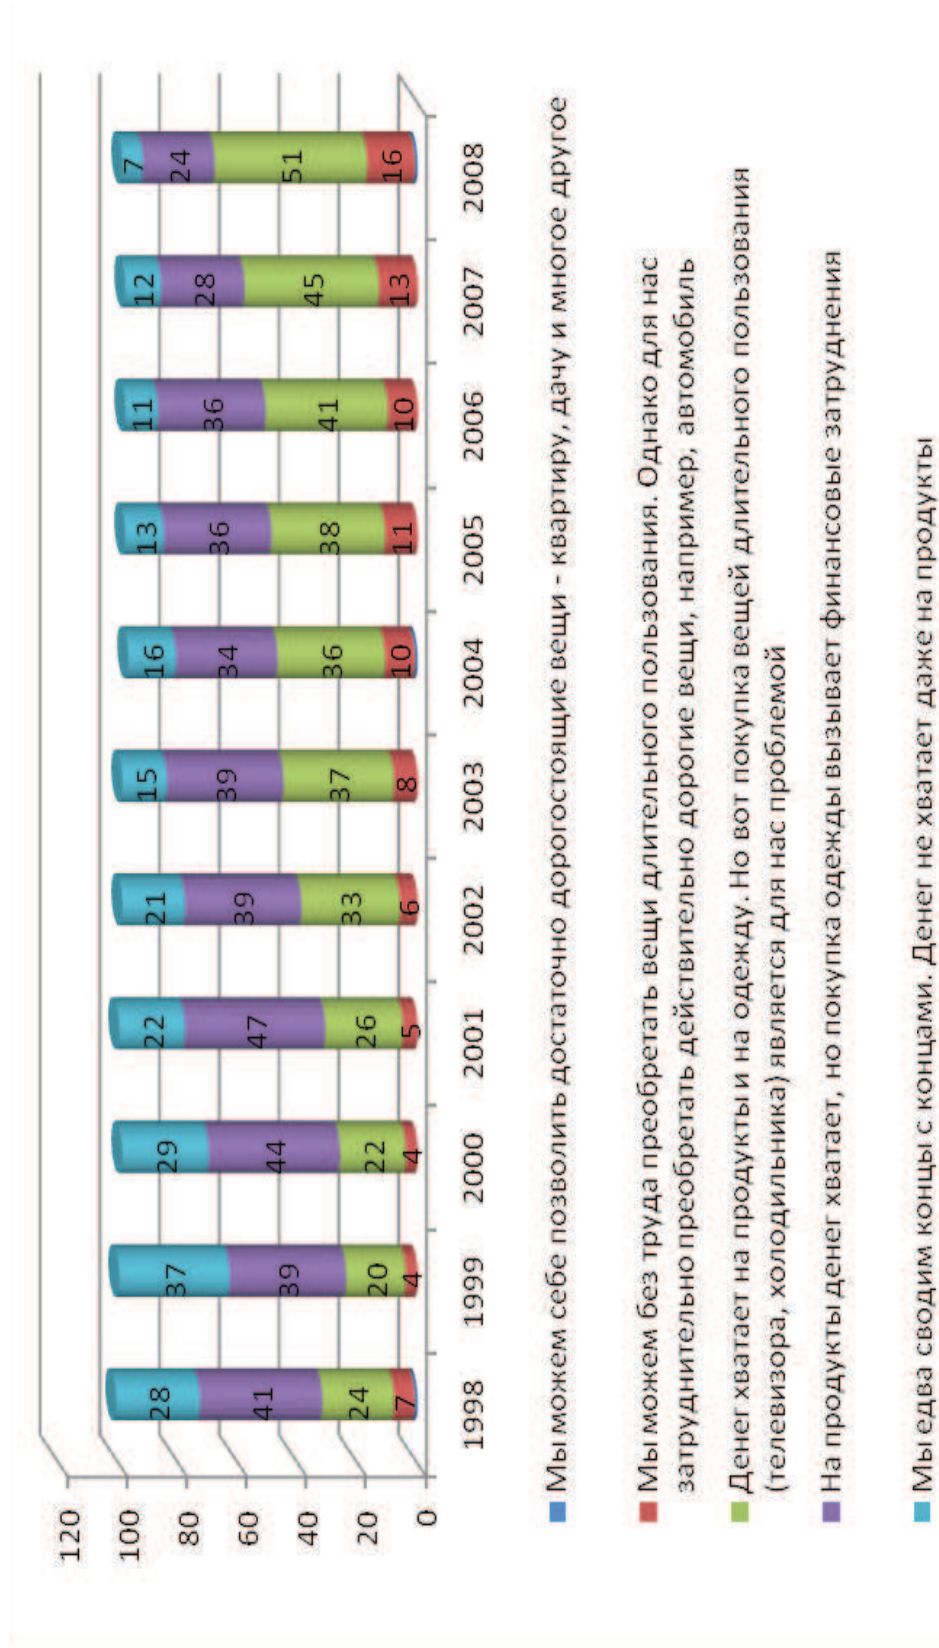 120
100
80
60
40
20
0
28 37 29 22 21 15 16 13 11 12 7
41 39 44 47 39 39 34 36 36 28 24
24 20 22 26 33 37 36 38 41 45 51
7 4 4 5 6 8 10 11 10 13 16
1998 1999 2000 2001 2002 2003 2004 2005 2006 2007 2008
Мы можем себе позволить достаточно дорогостоящие вещи - квартиру, дачу и многое другое
Мы можем без труда преобретать вещи длительного пользования. Однако для нас
затруднительно преобретать действительно дорогие вещи, например, автомобиль
Денег хватает на продукты и на одежду. Но вот покупка вещей длительного пользования
(телевизора, холодильника) является для нас проблемой
На продукты денег хватает, но покупка одежды вызывает финансовые затруднения
Мы едва сводим концы с концами. Денег не хватает даже на продукты